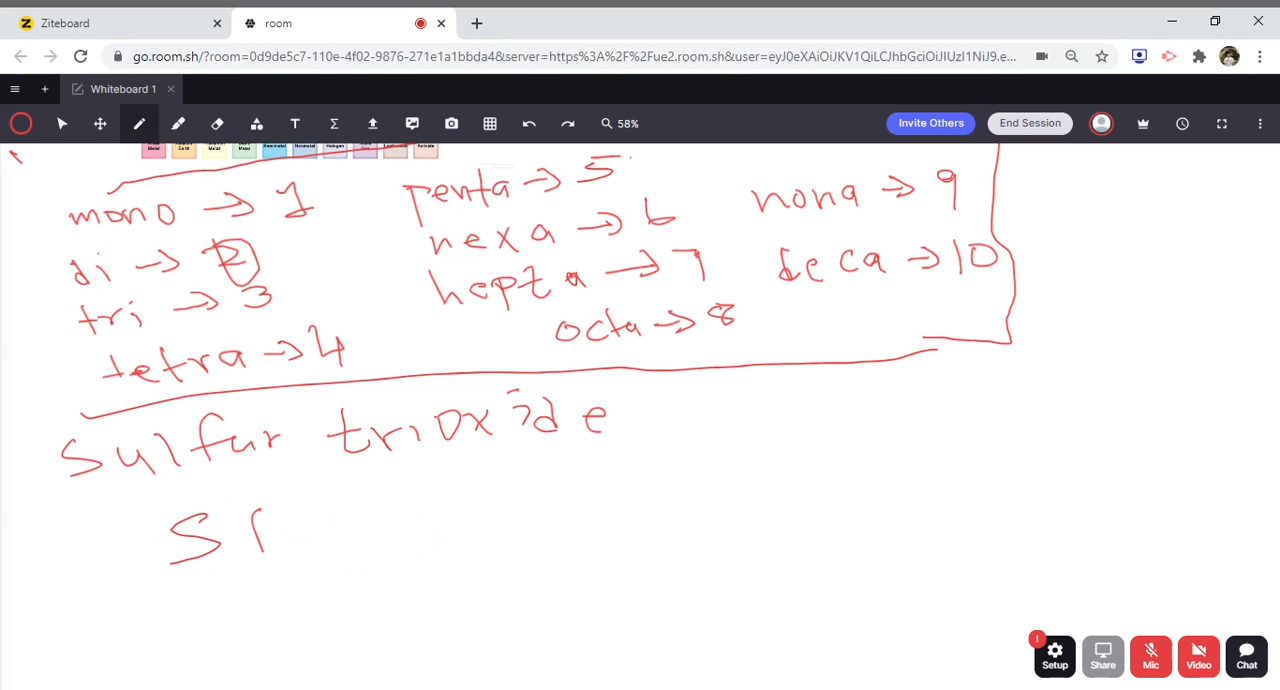 Ziteboard
room
go.room.sh/?room=0d9de5c7-110e-4f02-9876-271e1a1bbda4&server=https%3A%2F%2Fue2.room.sh&user=eyJ0eXAiOiJKV1QiLCJhbGciOiJIUzI1NiJ9.e...
Whiteboard 1
58%
Invite Others
End Session
mono → 1
di → 2
tri → 3
tetra → 4
penta → 5
hexa → 6
hepta → 7
octa → 8
nona → 9
deca → 10
Sulfur trioxide
S
Setup
Share
Mic
Video
Chat